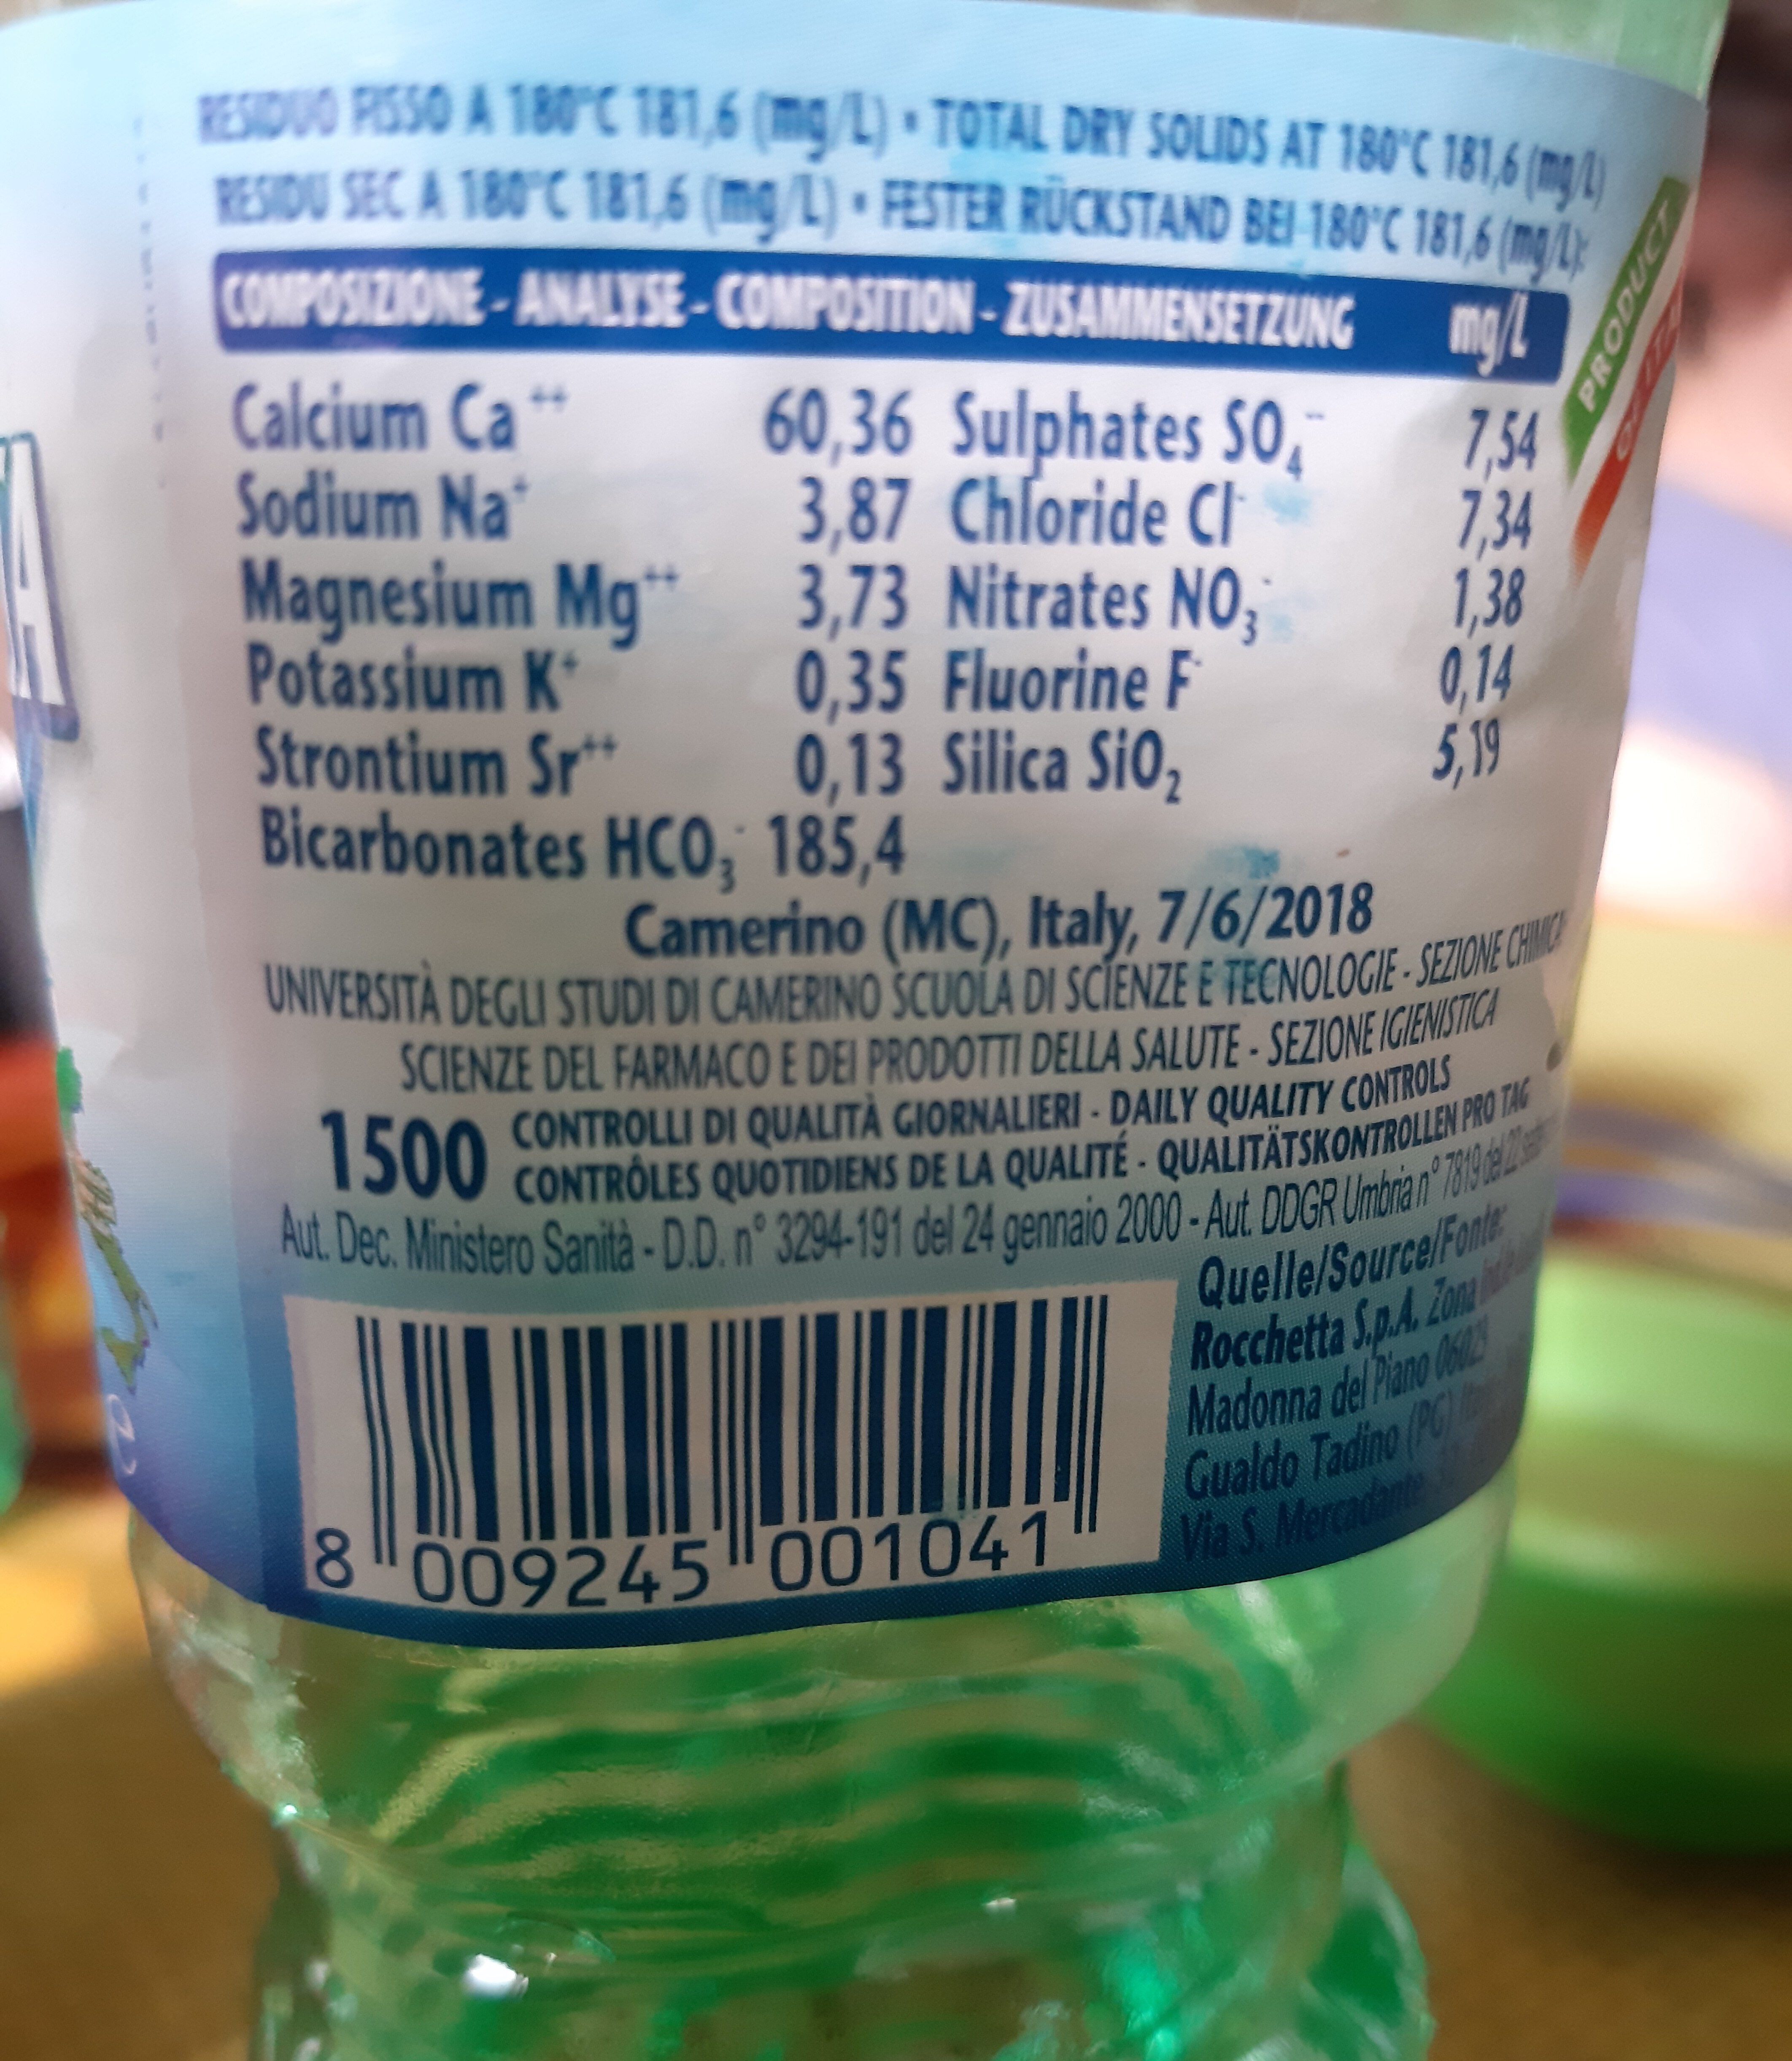 RESIDUO FISSO A 180°C 181,6 (mg/L) • TOTAL DRY SOLIDS AT 180°C 181,6 (mg/L)
RESIDU SEC A 180°C 181,6 (mg/L) • FESTER RÜCKSTAND BEI 180°C 181,6 (mg/L):
PRODUCT
COMPOSIZIONE - ANALYSE - COMPOSITION - ZUSAMMENSETZUNG mg/L
Calcium Ca++ 60,36 Sulphates SO4-- 7,54
Sodium Na+ 3,87 Chloride Cl- 7,34
Magnesium Mg++ 3,73 Nitrates NO3- 1,38
Potassium K+ 0,35 Fluorine F- 0,14
Strontium Sr++ 0,13 Silica SiO2 5,19
Bicarbonates HCO3- 185,4
Camerino (MC), Italy, 7/6/2018
UNIVERSITÀ DEGLI STUDI DI CAMERINO SCUOLA DI SCIENZE E TECNOLOGIE - SEZIONE CHIMICA
SCIENZE DEL FARMACO E DEI PRODOTTI DELLA SALUTE - SEZIONE IGIENISTICA
1500 CONTROLLI DI QUALITÀ GIORNALIERI - DAILY QUALITY CONTROLS
CONTRÔLES QUOTIDIENS DE LA QUALITÉ - QUALITÄTSKONTROLLEN PRO TAG
Aut. Dec. Ministero Sanità - D.D. n° 3294-191 del 24 gennaio 2000 - Aut. DDGR Umbria n° 7819 del 22
Quelle/Source/Fonte:
Rocchetta S.p.A. Zona
Madonna del Piano 06023
Gualdo Tadino (PG)
Via S. Mercadante
8 009245 001041
e